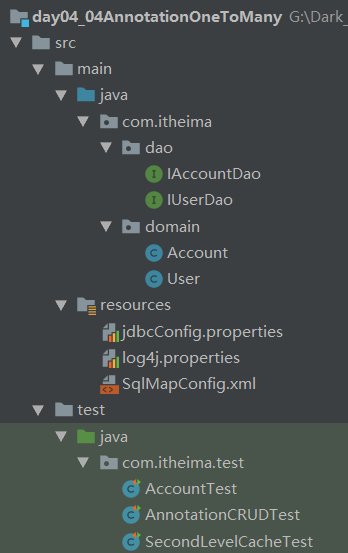 day04_04AnnotationOneToMany G:\Dark_
src
main
java
com.itheima
dao
IAccountDao
IUserDao
domain
Account
User
resources
jdbcConfig.properties
log4j.properties
SqlMapConfig.xml
test
java
com.itheima.test
AccountTest
AnnotationCRUDTest
SecondLevelCacheTest